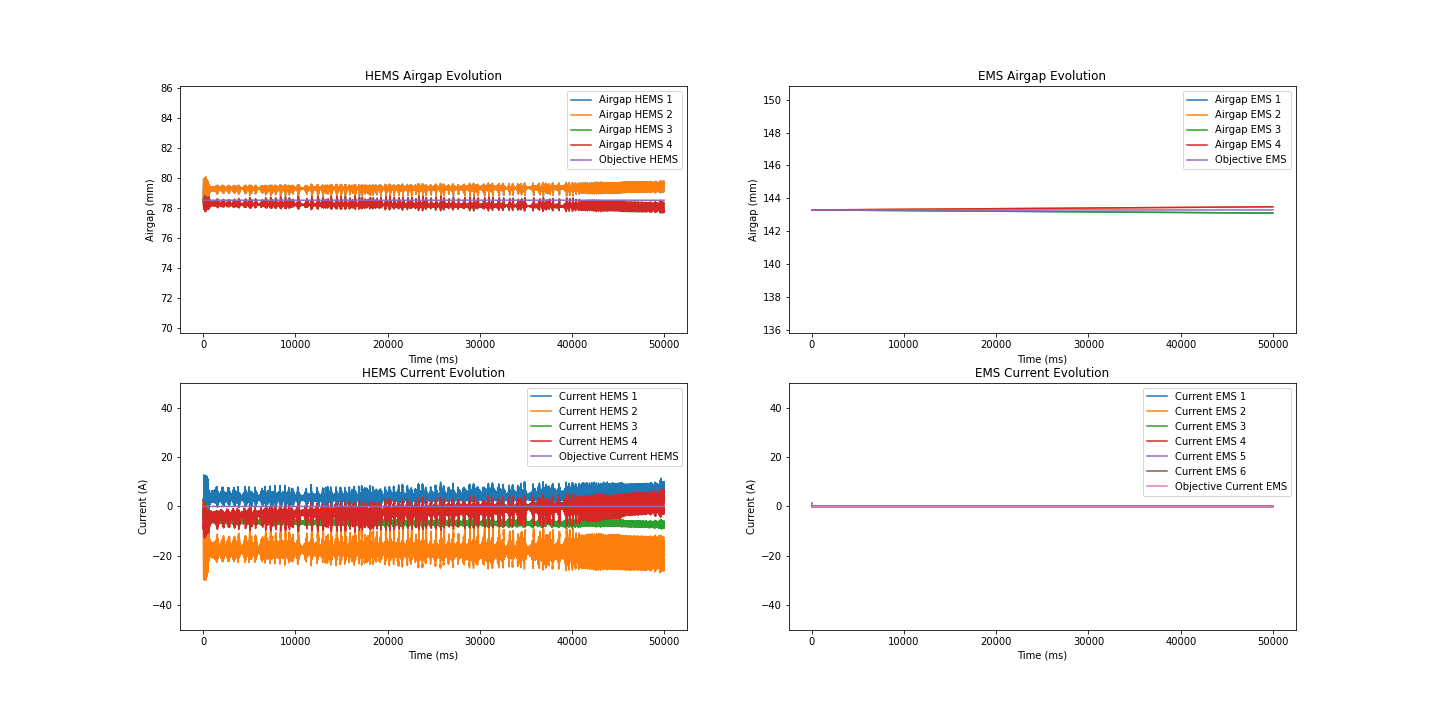 HEMS Airgap Evolution
Airgap (mm)
86
84
82
80
78
76
74
72
70
Airgap HEMS 1
Airgap HEMS 2
Airgap HEMS 3
Airgap HEMS 4
Objective HEMS
0 10000 20000 30000 40000 50000
Time (ms)
EMS Airgap Evolution
Airgap (mm)
150
148
146
144
142
140
138
136
Airgap EMS 1
Airgap EMS 2
Airgap EMS 3
Airgap EMS 4
Objective EMS
0 10000 20000 30000 40000 50000
Time (ms)
HEMS Current Evolution
Current (A)
40
20
0
−20
−40
Current HEMS 1
Current HEMS 2
Current HEMS 3
Current HEMS 4
Objective Current HEMS
0 10000 20000 30000 40000 50000
Time (ms)
EMS Current Evolution
Current (A)
40
20
0
−20
−40
Current EMS 1
Current EMS 2
Current EMS 3
Current EMS 4
Current EMS 5
Current EMS 6
Objective Current EMS
0 10000 20000 30000 40000 50000
Time (ms)